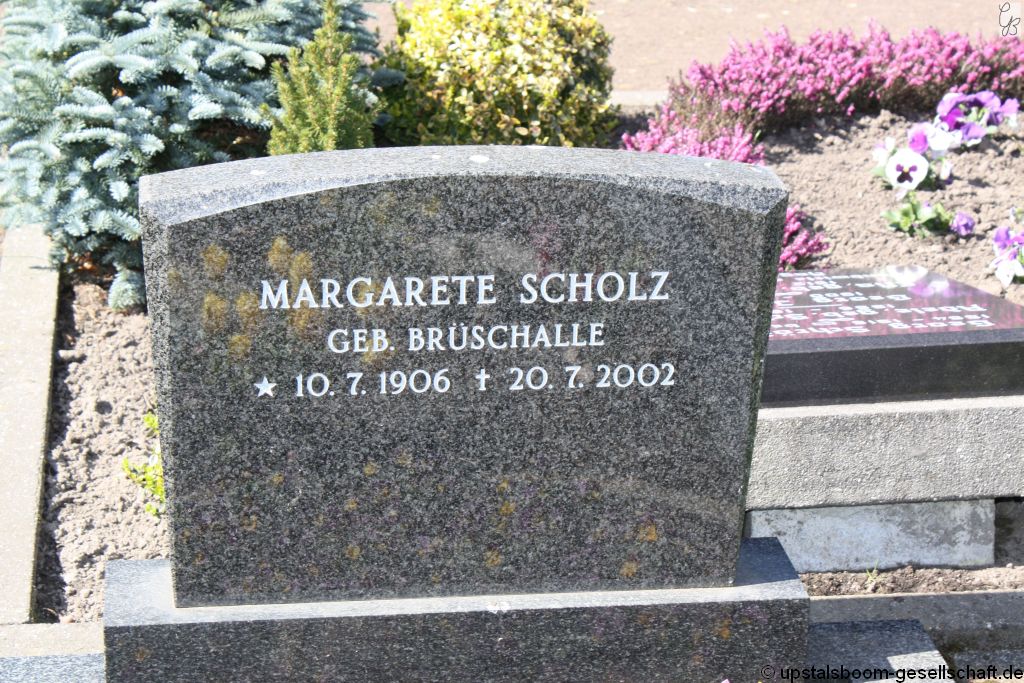 MARGARETE SCHOLZ
GEB. BRÜSCHALLE
★ 10. 7. 1906 ✝ 20. 7. 2002
© upstalsboom-gesellschaft.de